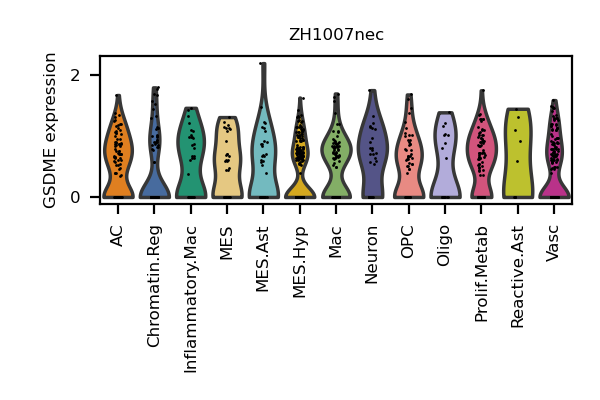 ZH1007nec
GSDME expression
2
0
AC
Chromatin.Reg
Inflammatory.Mac
MES
MES.Ast
MES.Hyp
Mac
Neuron
OPC
Oligo
Prolif.Metab
Reactive.Ast
Vasc